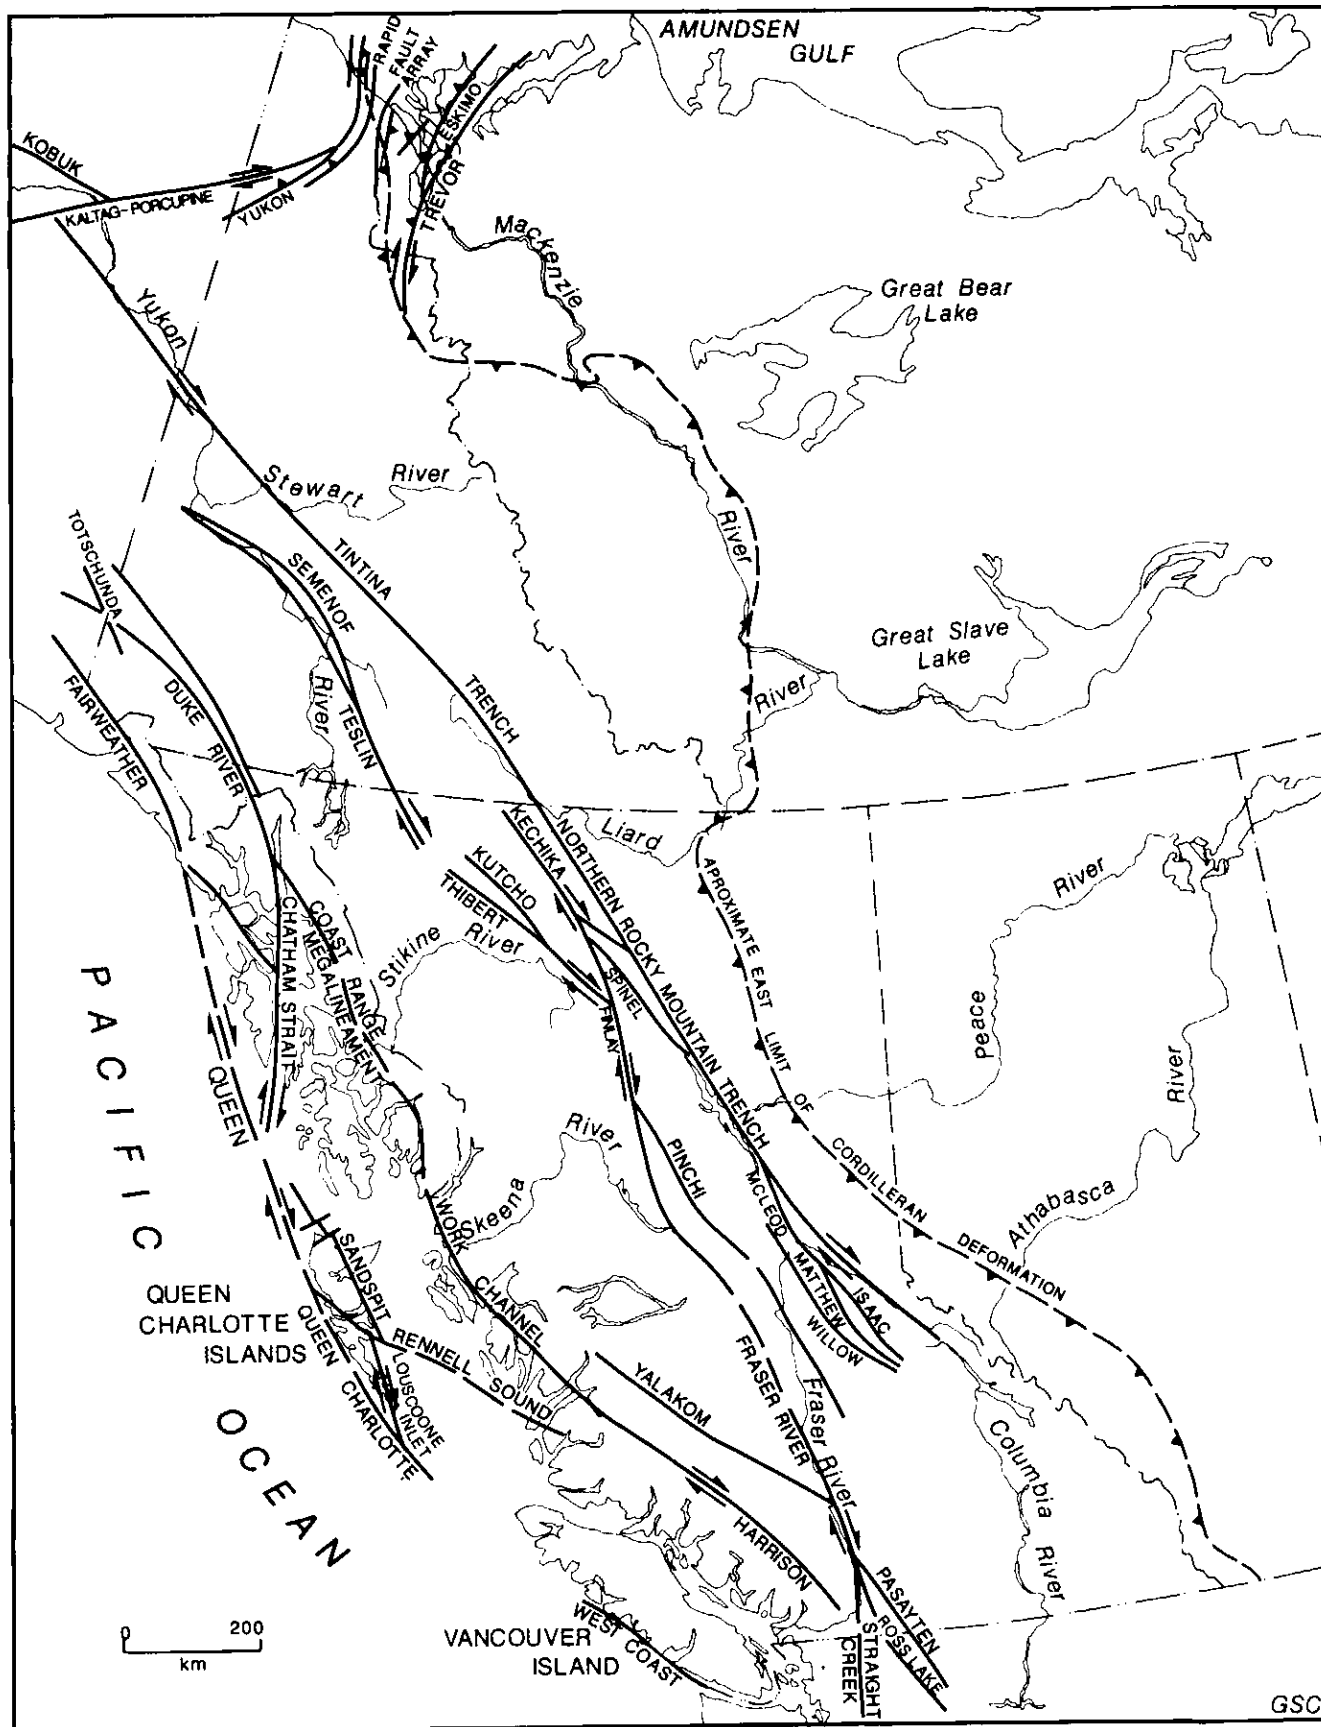 AMUNDSEN
GULF
RAPID
FAULT
ARRAY
ESKIMO
TREVOR
KOBUK
KALTAG-PORCUPINE
YUKON
Mackenzie
River
Great Bear
Lake
Yukon
River
Stewart River
TOTSCHUNDA
SEMENOF
TINTINA
TRENCH
Great Slave
Lake
River
FAIRWEATHER
DUKE
RIVER
TESLIN
Liard
KECHIKA
NORTHERN ROCKY MOUNTAIN TRENCH
KUTCHO
THIBERT
Stikine River
SPINEL
FINLAY
APROXIMATE EAST LIMIT OF
CORDILLERAN
DEFORMATION
Peace
River
Athabasca
River
CHATHAM STRAIT
COAST RANGE
MEGALINEAMENT
PACIFIC
OCEAN
QUEEN
Skeena
River
PINCHI
MCLEOD
WORK
CHANNEL
SANDSPIT
QUEEN
CHARLOTTE
ISLANDS
QUEEN
CHARLOTTE
RENNELL
SOUND
LOUSCOONE
INLET
MATTHEW
ISAAC
WILLOW
YALAKOM
FRASER RIVER
Fraser River
Columbia
River
HARRISON
PASAYTEN
ROSS LAKE
STRAIGHT
CREEK
WEST COAST
VANCOUVER
ISLAND
0 200
km
GSC